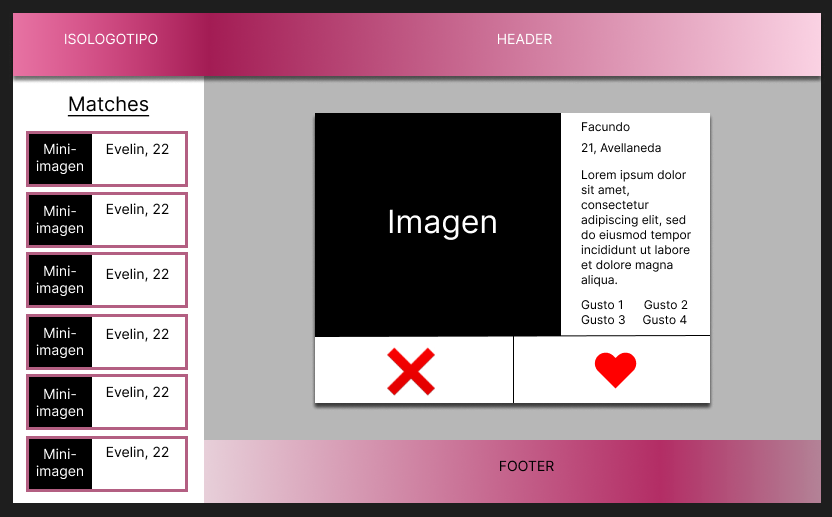 ISOLOGOTIPO
HEADER
Matches
Mini-
imagen
Evelin, 22
Mini-
imagen
Evelin, 22
Mini-
imagen
Evelin, 22
Mini-
imagen
Evelin, 22
Mini-
imagen
Evelin, 22
Mini-
imagen
Evelin, 22
Imagen
Facundo
21, Avellaneda
Lorem ipsum dolor
sit amet,
consectetur
adipiscing elit, sed
do eiusmod tempor
incididunt ut labore
et dolore magna
aliqua.
Gusto 1 Gusto 2
Gusto 3 Gusto 4
FOOTER